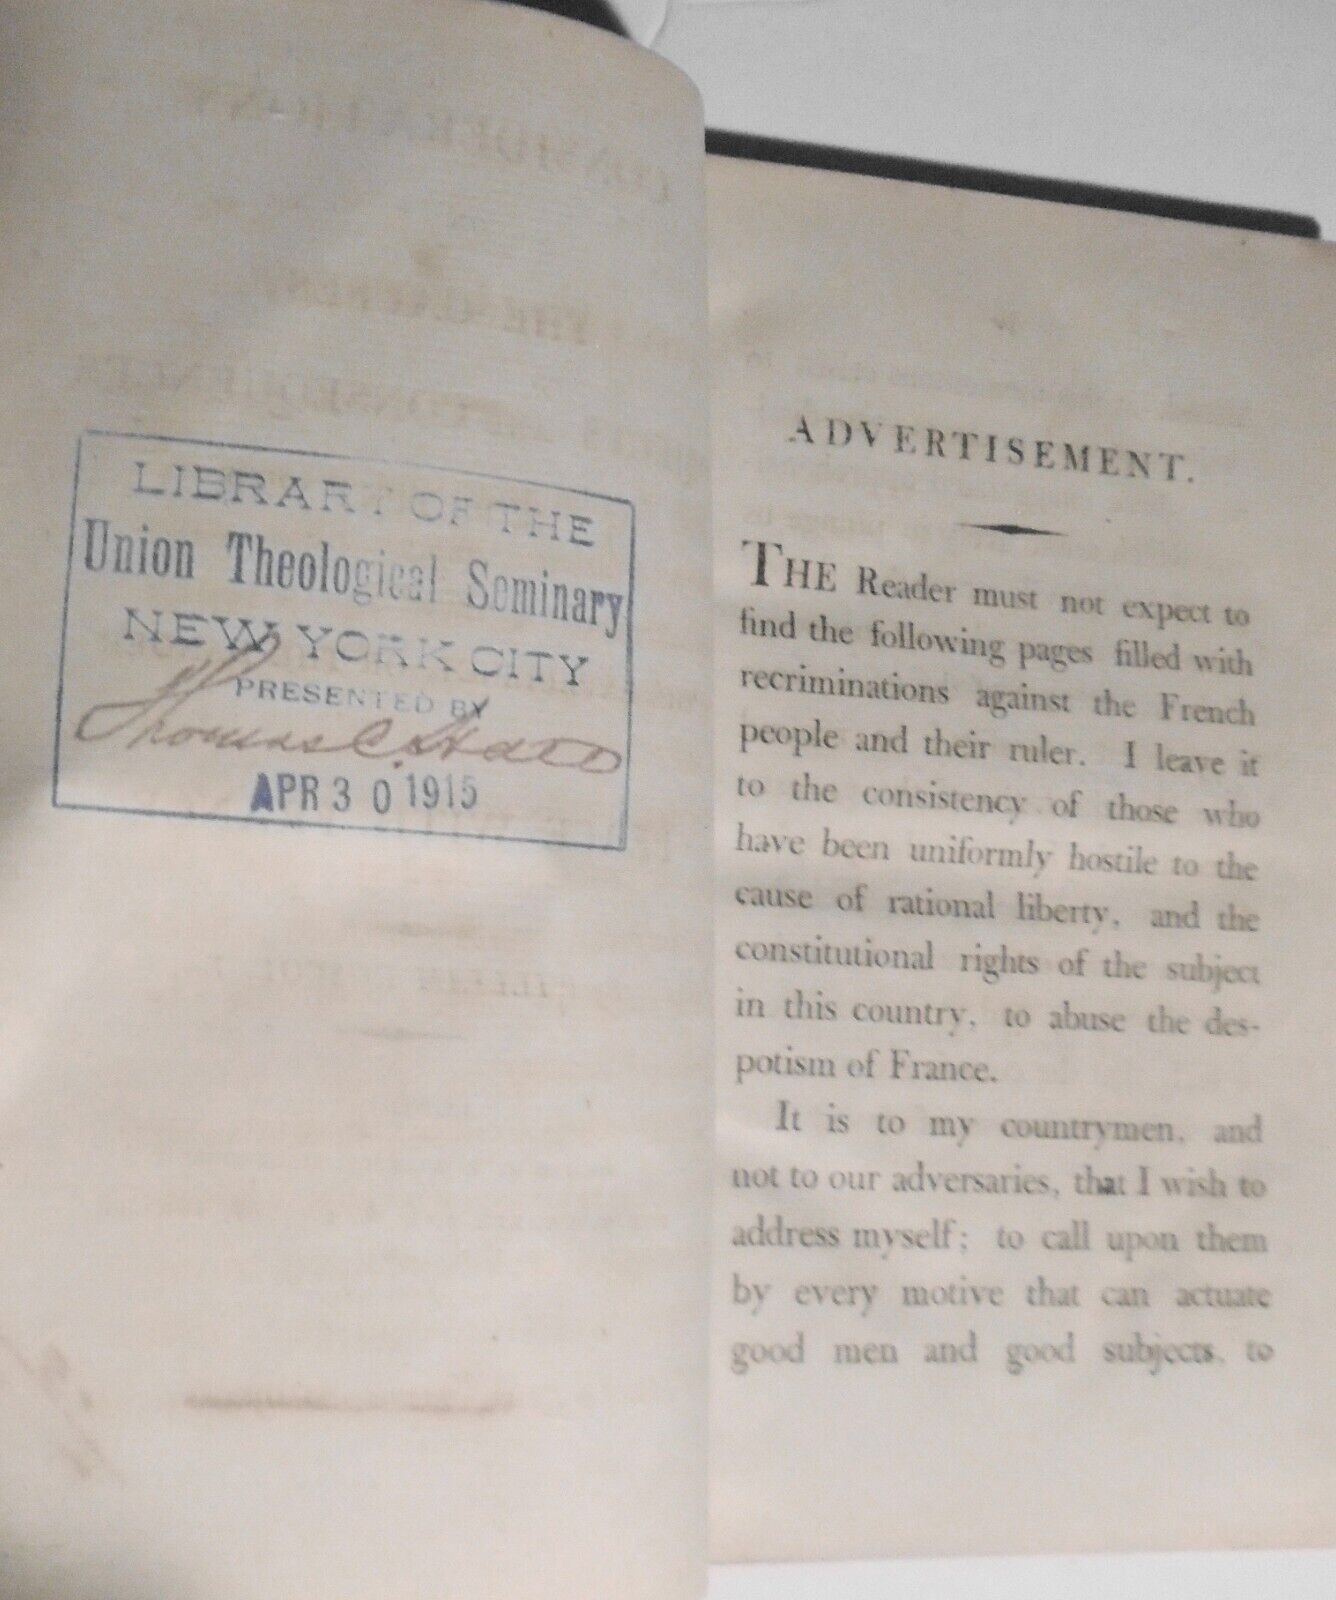 LIBRARY OF THE
Union Theological Seminary
NEW YORK CITY
PRESENTED BY
Thomas C. Hall
APR 30 1915
ADVERTISEMENT.
THE Reader must not expect to
find the following pages filled with
recriminations against the French
people and their ruler. I leave it
to the consistency of those who
have been uniformly hostile to the
cause of rational liberty, and the
constitutional rights of the subject
in this country, to abuse the des-
potism of France.
It is to my countrymen, and
not to our adversaries, that I wish to
address myself; to call upon them
by every motive that can actuate
good men and good subjects, to